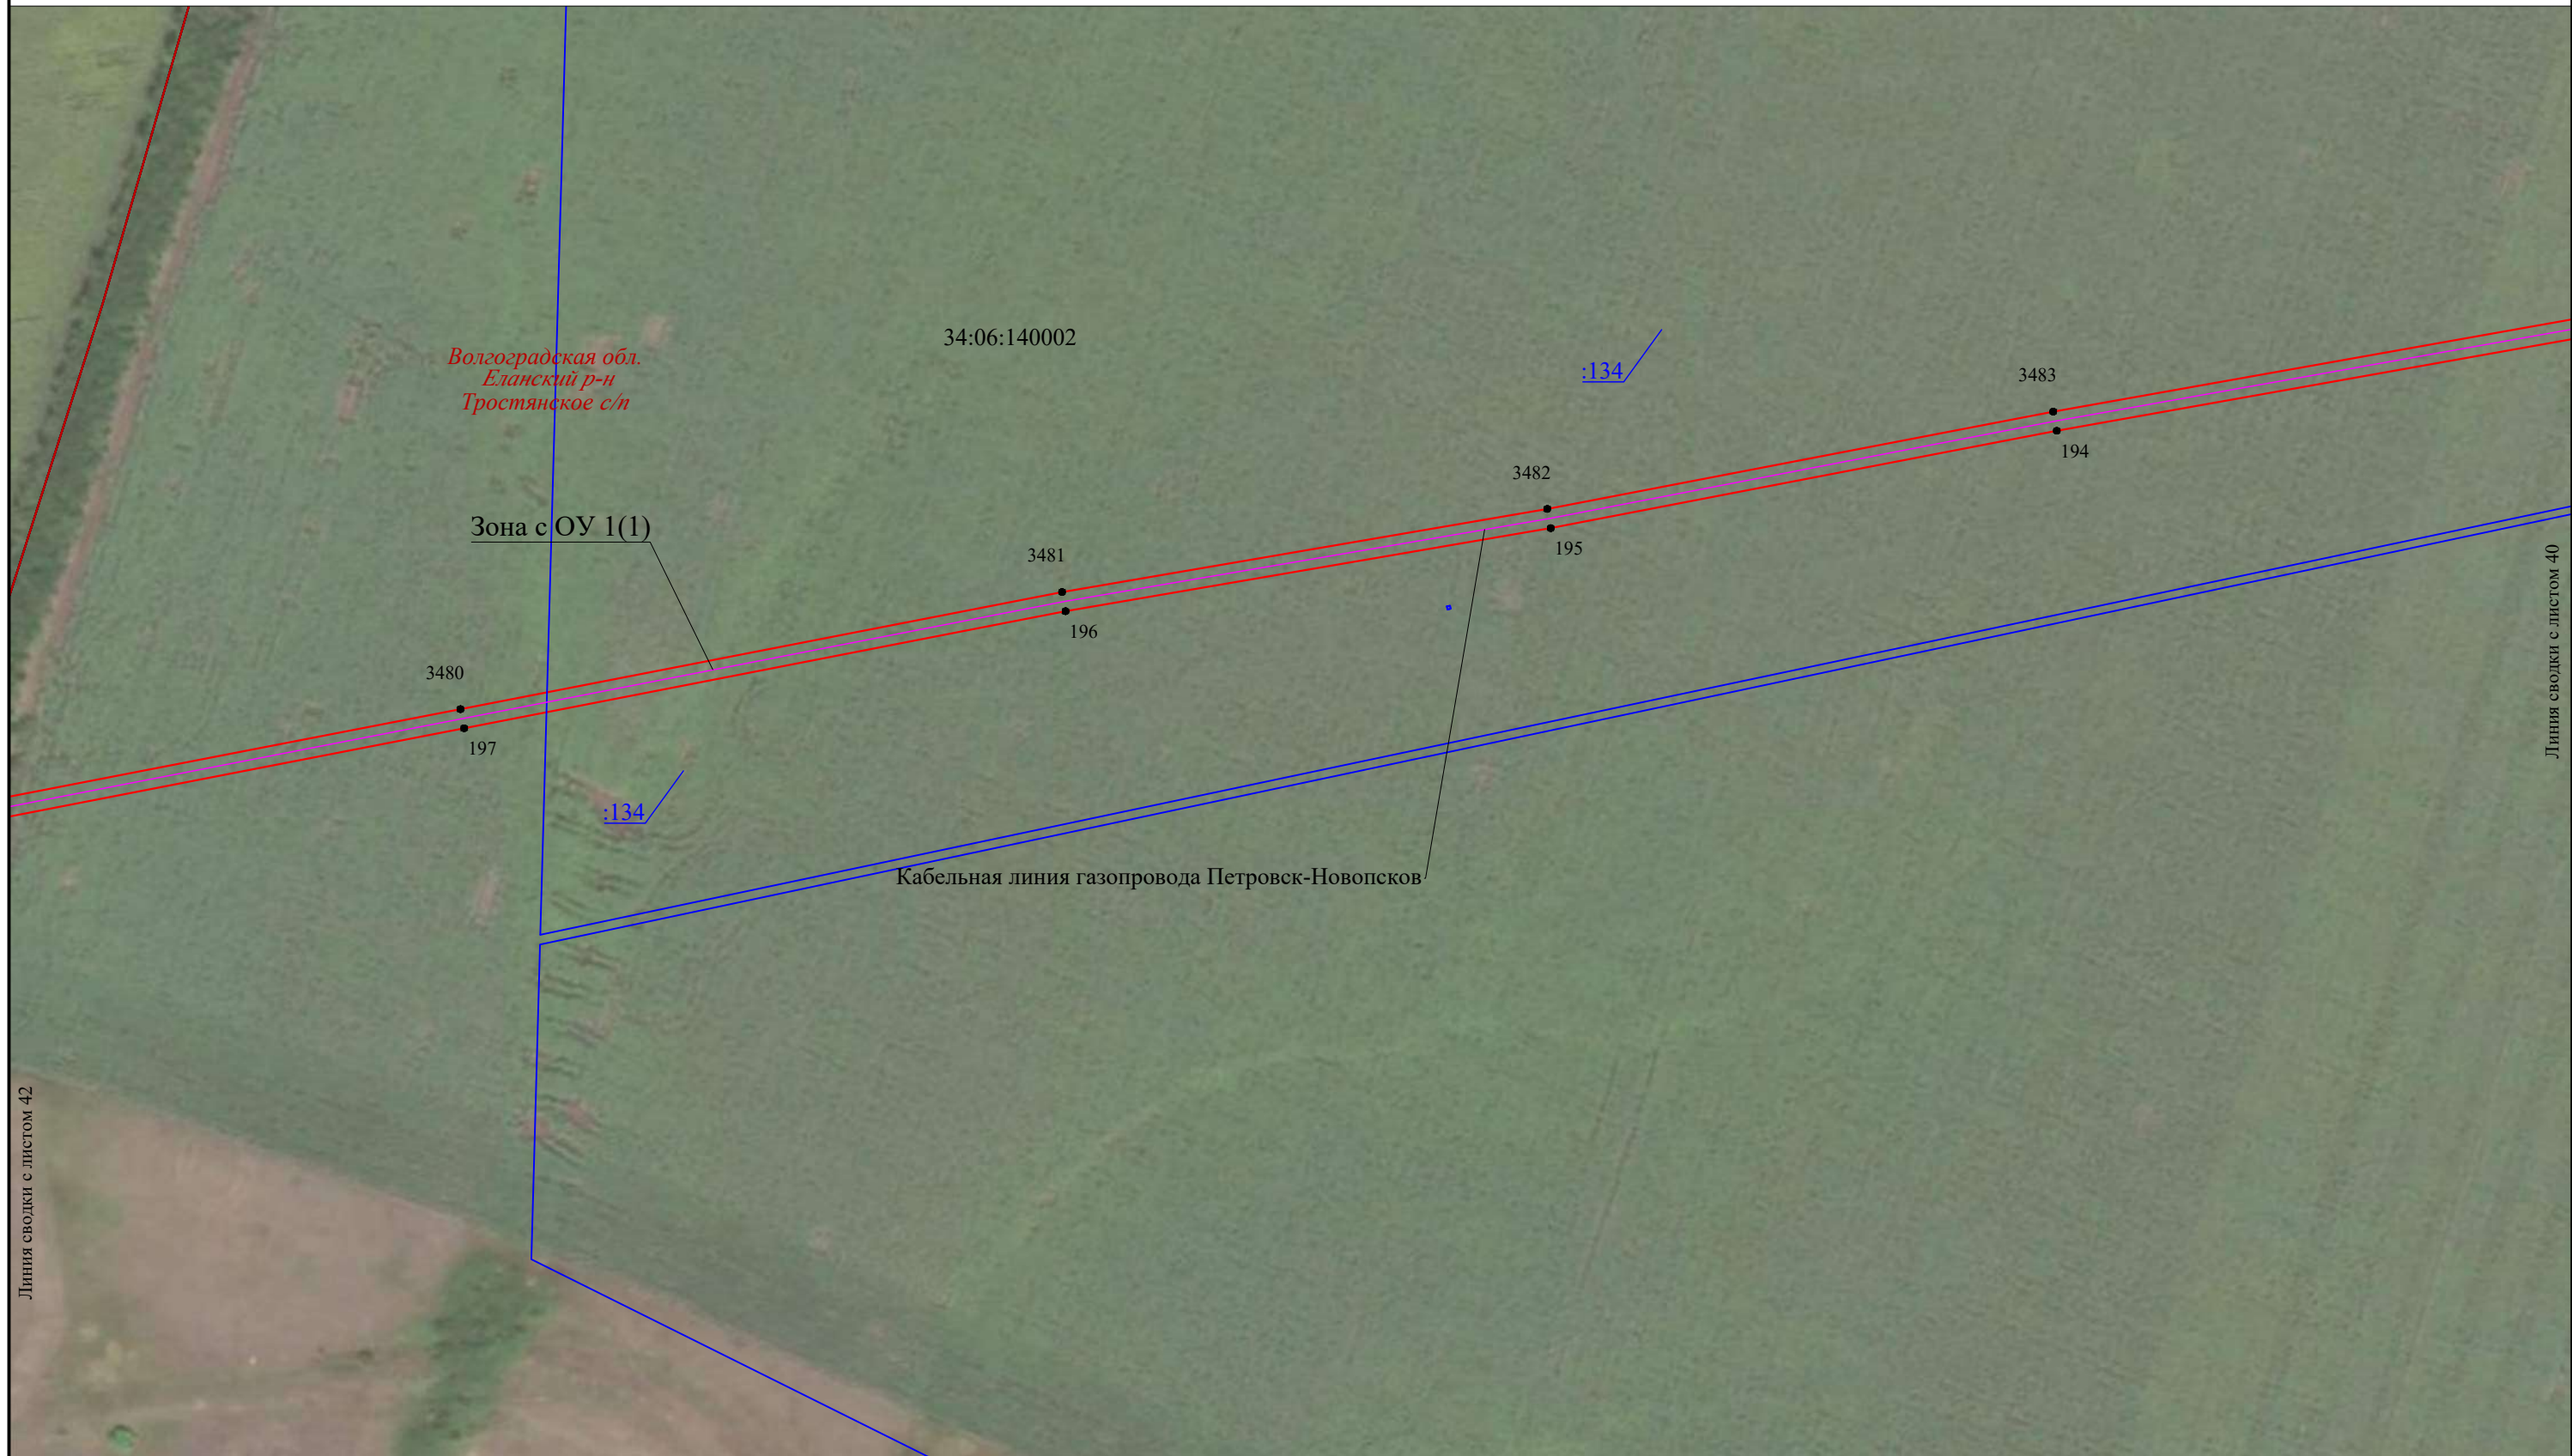 34:06:140002
Волгоградская обл.
Еланский р-н
Тростянское с/п
:134
3483
194
3482
195
Зона с ОУ 1(1)
3481
196
3480
197
:134
Кабельная линия газопровода Петровск-Новопсков
Линия сводки с листом 40
Линия сводки с листом 42